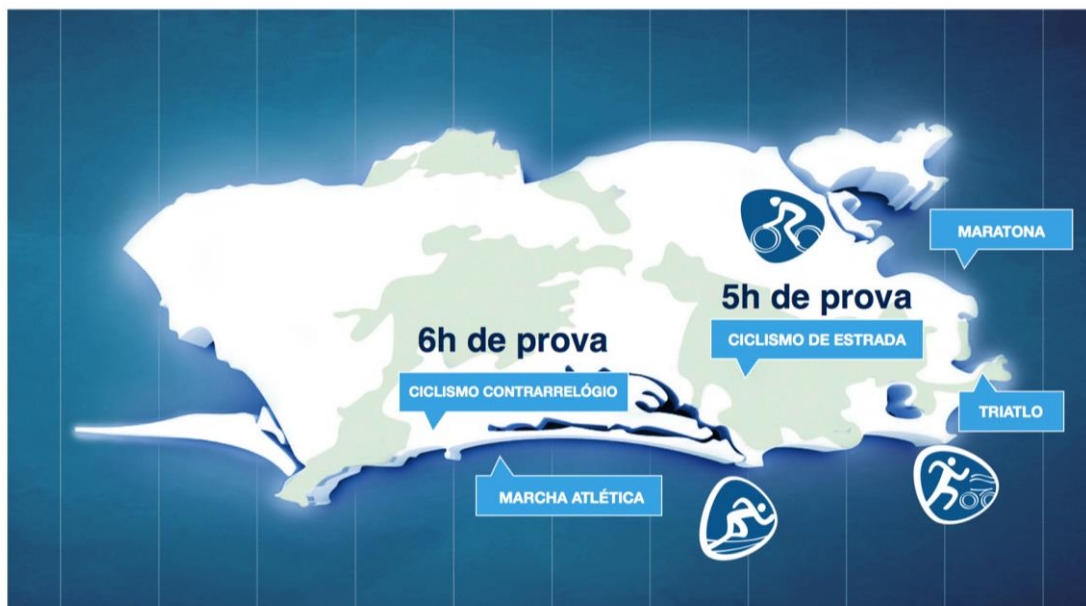 MARATONA
5h de prova
CICLISMO DE ESTRADA
6h de prova
CICLISMO CONTRARRELÓGIO
TRIATLO
MARCHA ATLÉTICA